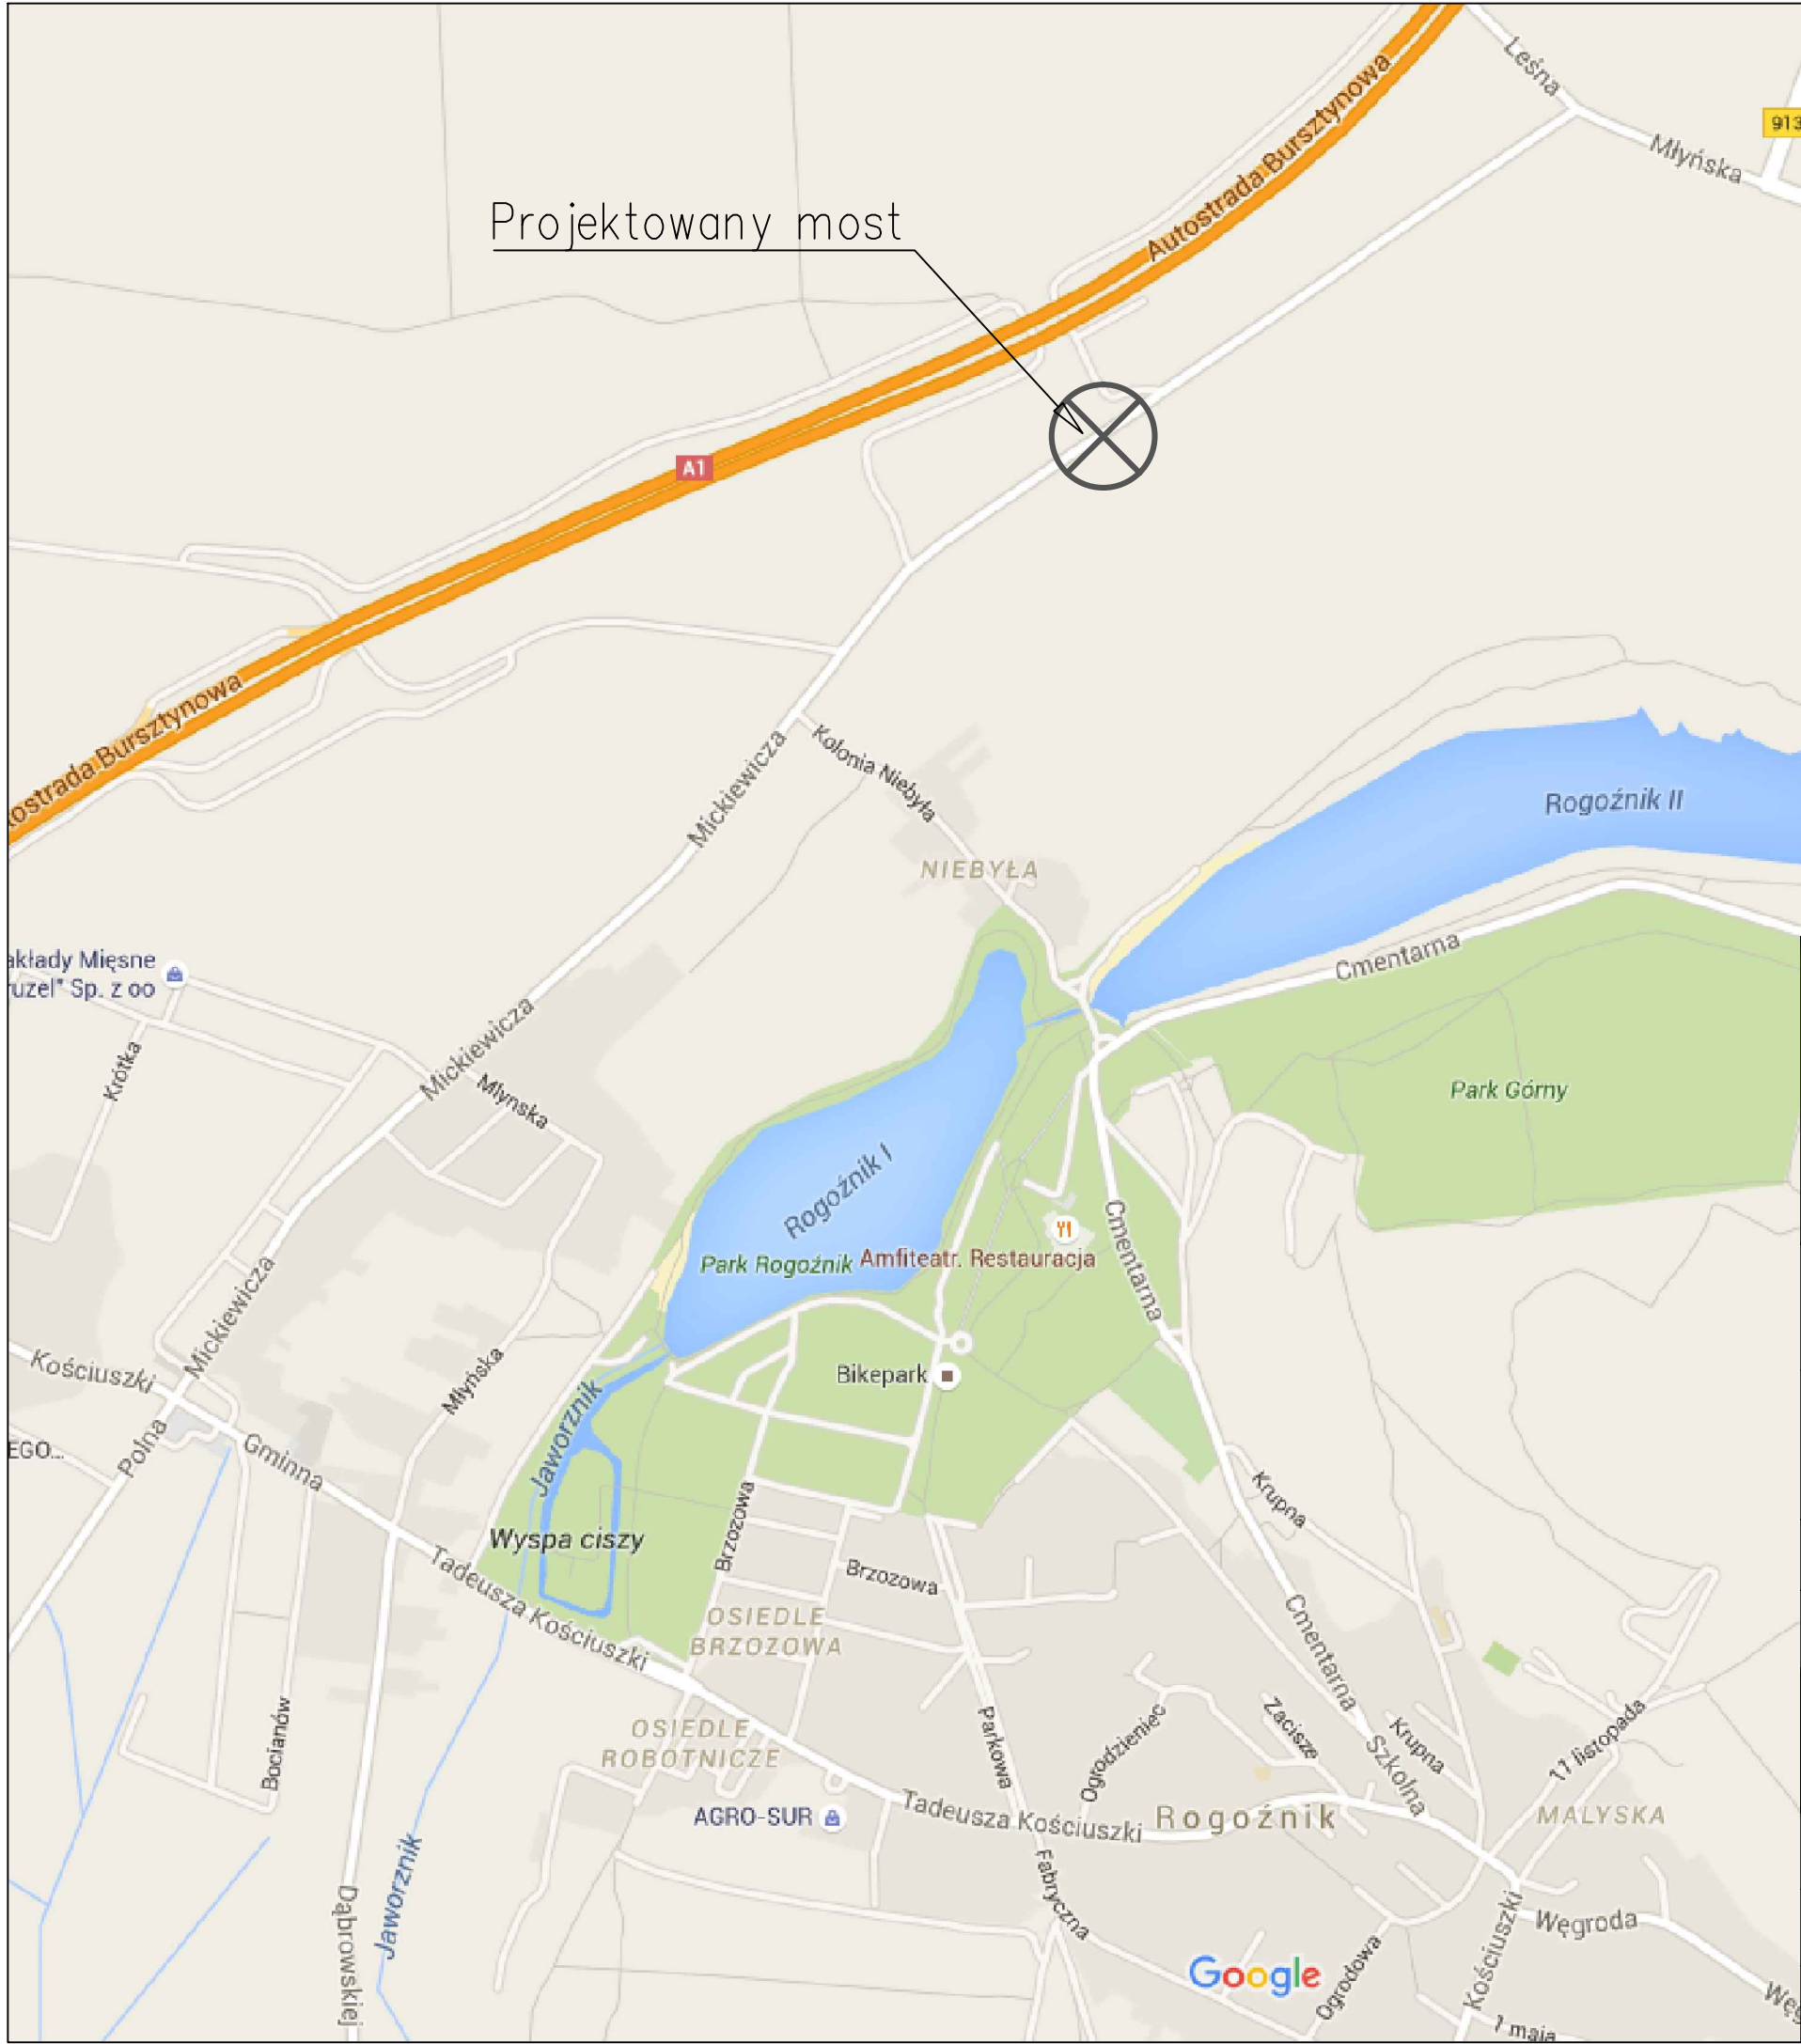 Leśna
Autostrada Bursztynowa
913
Młyńska
Projektowany most
A1
Autostrada Bursztynowa
Mickiewicza
Kolonia Niebyła
Rogoźnik II
NIEBYŁA
Cmentarna
akłady Mięsne
uzel" Sp. z oo
Mickiewicza
Krótka
Młynska
Park Górny
Rogoźnik I
Park Rogoźnik
Amfiteatr. Restauracja
Cmentarna
Mickiewicza
Kościuszki
Młyńska
Bikepark
Jaworznik
Polna
EGO...
Gminna
Krupna
Brzozowa
Wyspa ciszy
Brzozowa
Tadeusza Kościuszki
OSIEDLE
BRZOZOWA
Cmentarna
Bocianów
OSIEDLE
ROBOTNICZE
Parkowa
Ogrodzieniec
Zacisze
Krupna
Szkolna
11 listopada
AGRO-SUR
Tadeusza Kościuszki
Rogoźnik
MALYSKA
Jaworznik
Dąbrowskiej
Fabryczna
Kościuszki
Węgroda
Google
Ogrodowa
Węg
1 maja